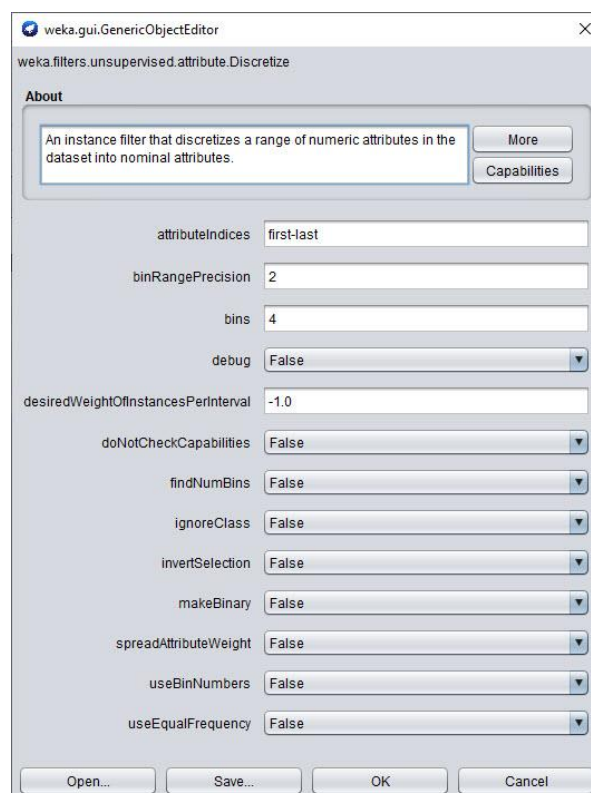 weka.gui.GenericObjectEditor
weka.filters.unsupervised.attribute.Discretize
About
An instance filter that discretizes a range of numeric attributes in the
dataset into nominal attributes.
More
Capabilities
attributeIndices first-last
binRangePrecision 2
bins 4
debug False
desiredWeightOfInstancesPerInterval -1.0
doNotCheckCapabilities False
findNumBins False
ignoreClass False
invertSelection False
makeBinary False
spreadAttributeWeight False
useBinNumbers False
useEqualFrequency False
Open... Save... OK Cancel